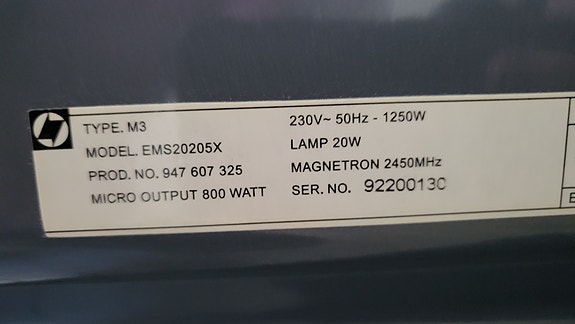 TYPE. M3
MODEL. EMS20205X
PROD. NO. 947 607 325
MICRO OUTPUT 800 WATT
230V~ 50Hz - 1250W
LAMP 20W
MAGNETRON 2450MHz
SER. NO.